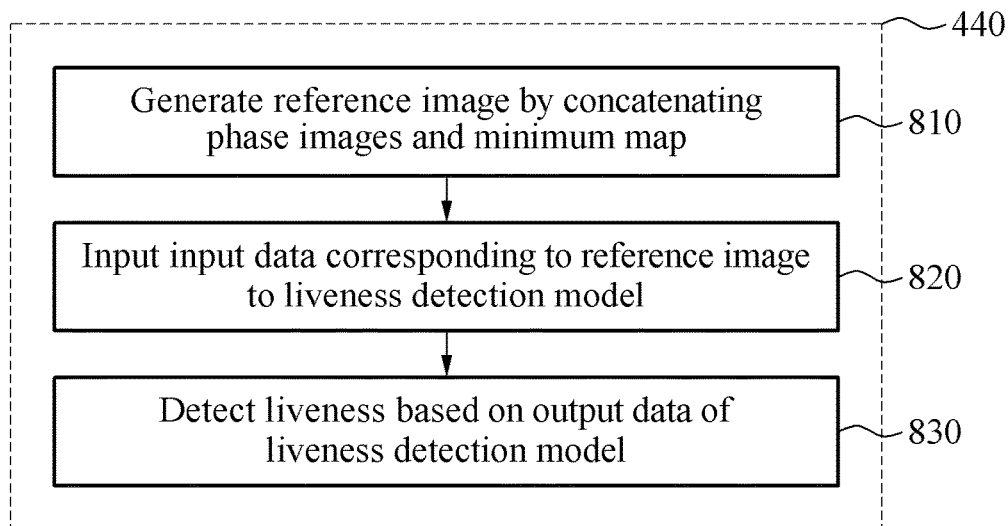 440
Generate reference image by concatenating
phase images and minimum map
810
Input input data corresponding to reference image
to liveness detection model
820
Detect liveness based on output data of
liveness detection model
830